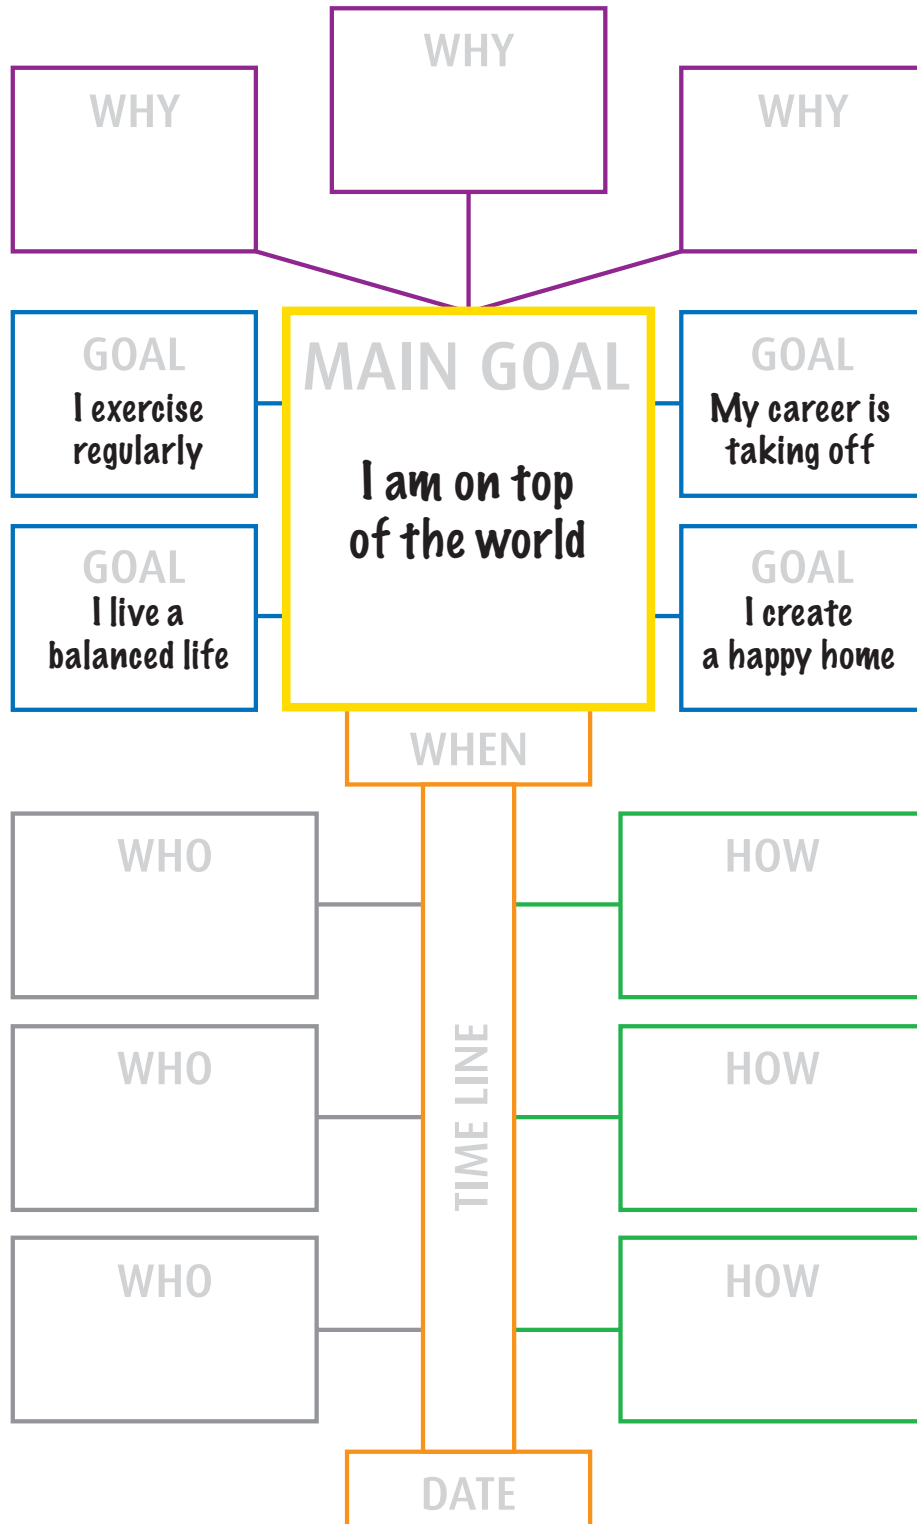 WHY
WHY
WHY
GOAL
I exercise
regularly
MAIN GOAL
I am on top
of the world
GOAL
My career is
taking off
GOAL
I live a
balanced life
GOAL
I create
a happy home
WHEN
WHO
HOW
TIME LINE
WHO
HOW
WHO
HOW
DATE